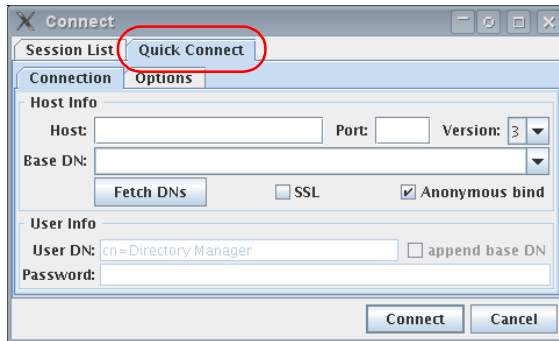 Connect
Session List Quick Connect
Connection Options
Host Info
Host: Port: Version: 3
Base DN:
Fetch DNs SSL Anonymous bind
User Info
User DN: cn=Directory Manager append base DN
Password:
Connect Cancel